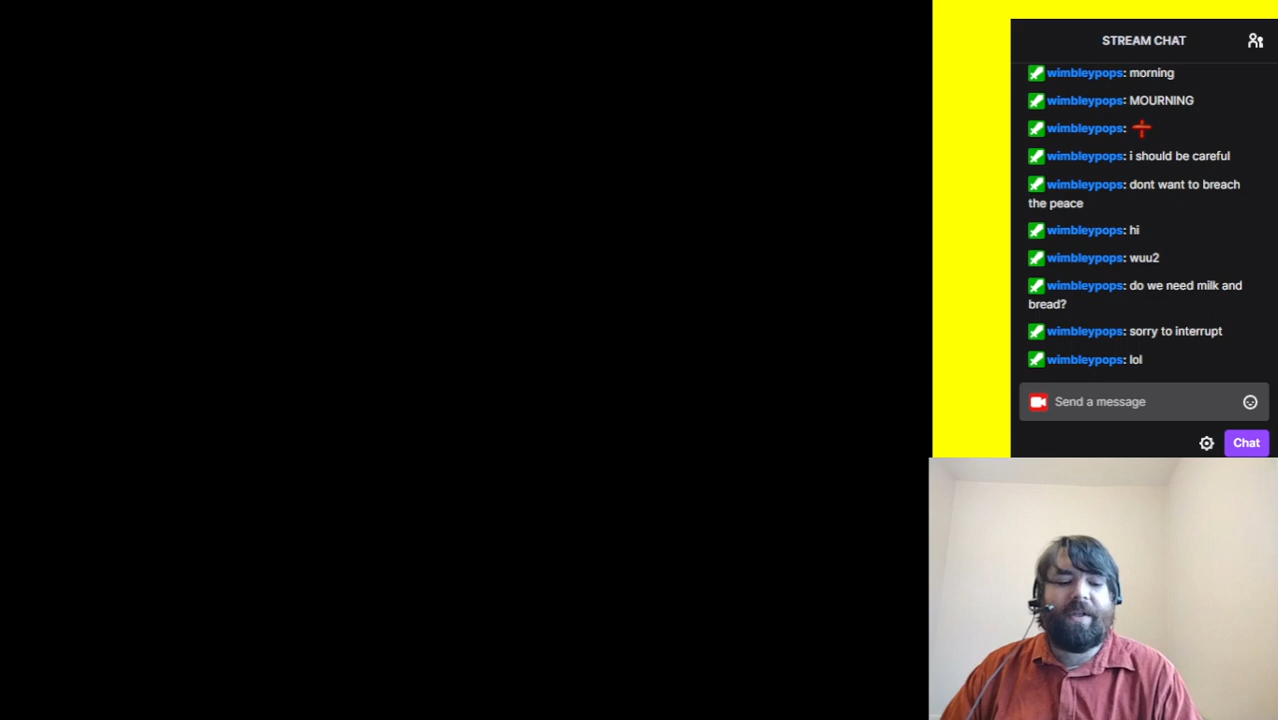 STREAM CHAT
wimbleypops: morning
wimbleypops: MOURNING
wimbleypops:
wimbleypops: i should be careful
wimbleypops: dont want to breach
the peace
wimbleypops: hi
wimbleypops: wuu2
wimbleypops: do we need milk and
bread?
wimbleypops: sorry to interrupt
wimbleypops: lol
Send a message
Chat